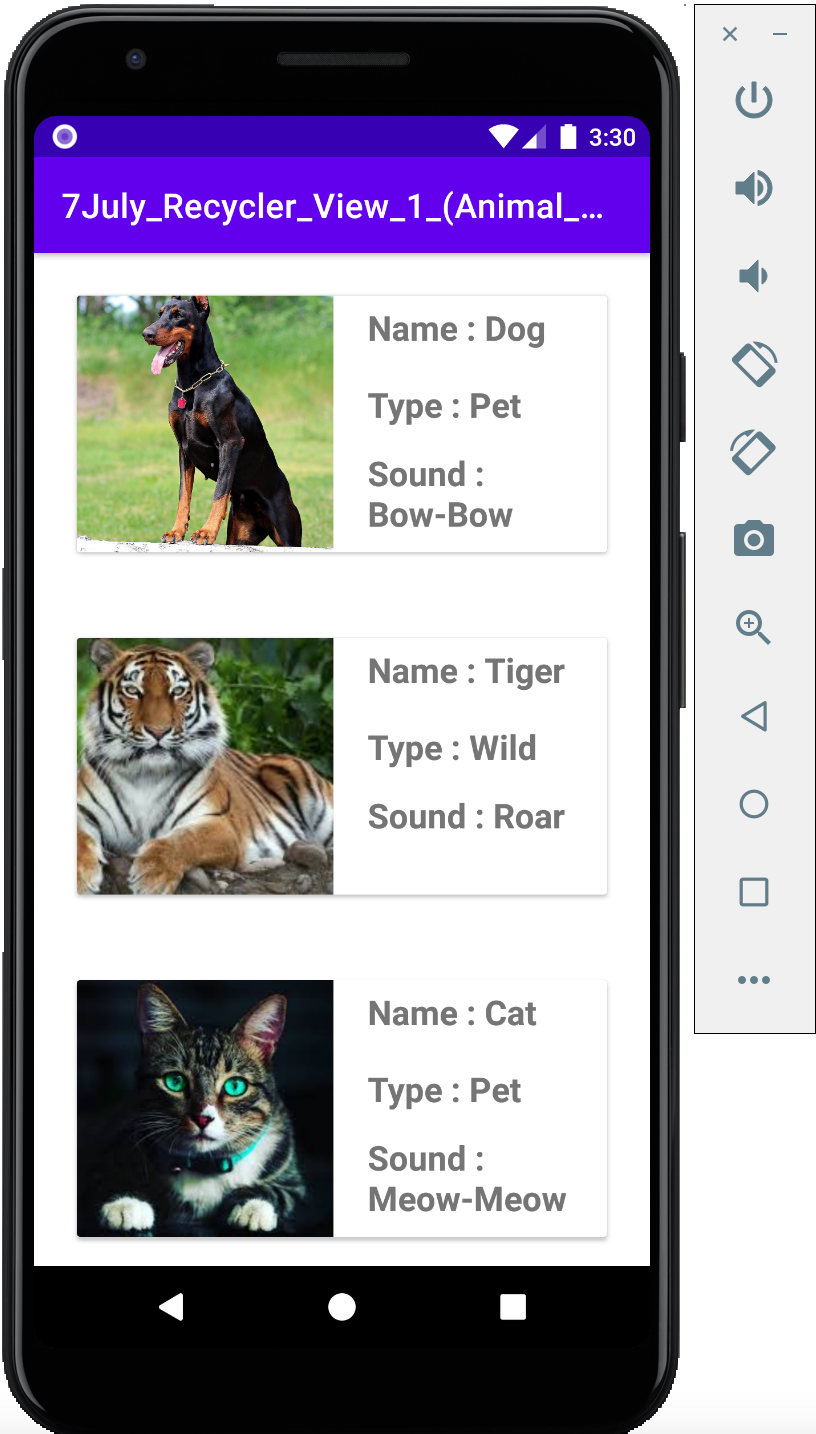 3:30
7July_Recycler_View_1_(Animal_...
Name : Dog
Type : Pet
Sound :
Bow-Bow
Name : Tiger
Type : Wild
Sound : Roar
Name : Cat
Type : Pet
Sound :
Meow-Meow